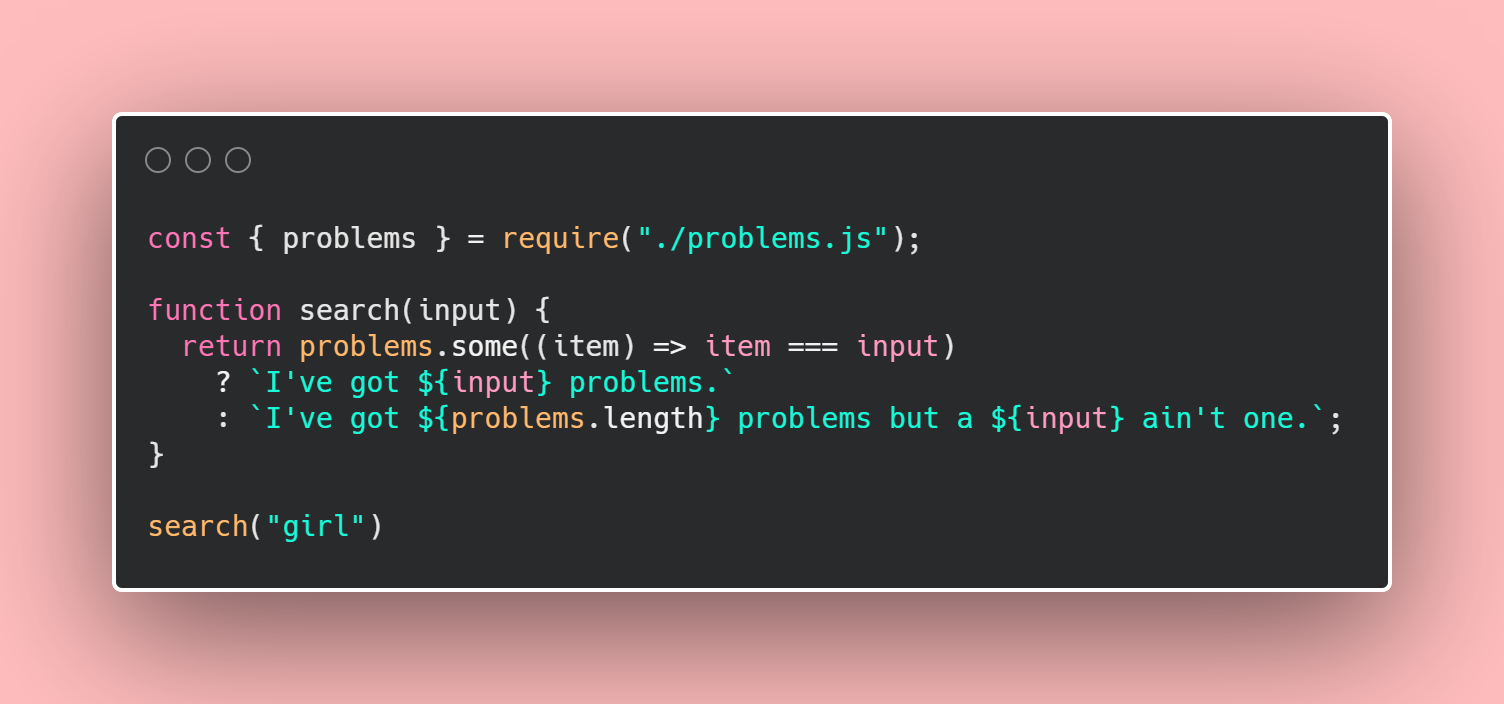 const { problems } = require("./problems.js");
function search(input) {
return problems.some((item) => item === input)
? `I've got ${input} problems.`
: `I've got ${problems.length} problems but a ${input} ain't one.`;
}
search("girl")